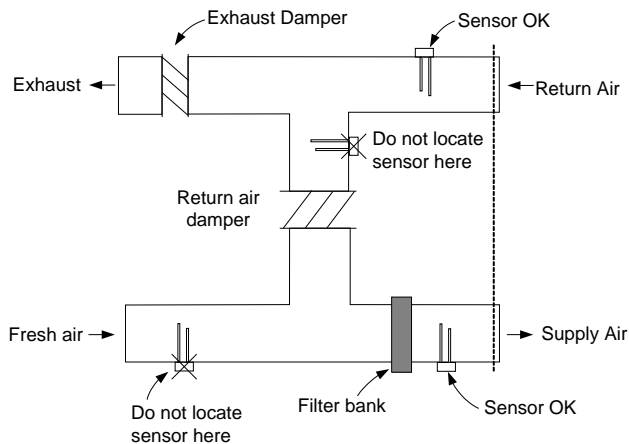 Exhaust Damper
Sensor OK
Exhaust
Return Air
Do not locate
sensor here
Return air
damper
Fresh air
Supply Air
Do not locate
sensor here
Filter bank
Sensor OK